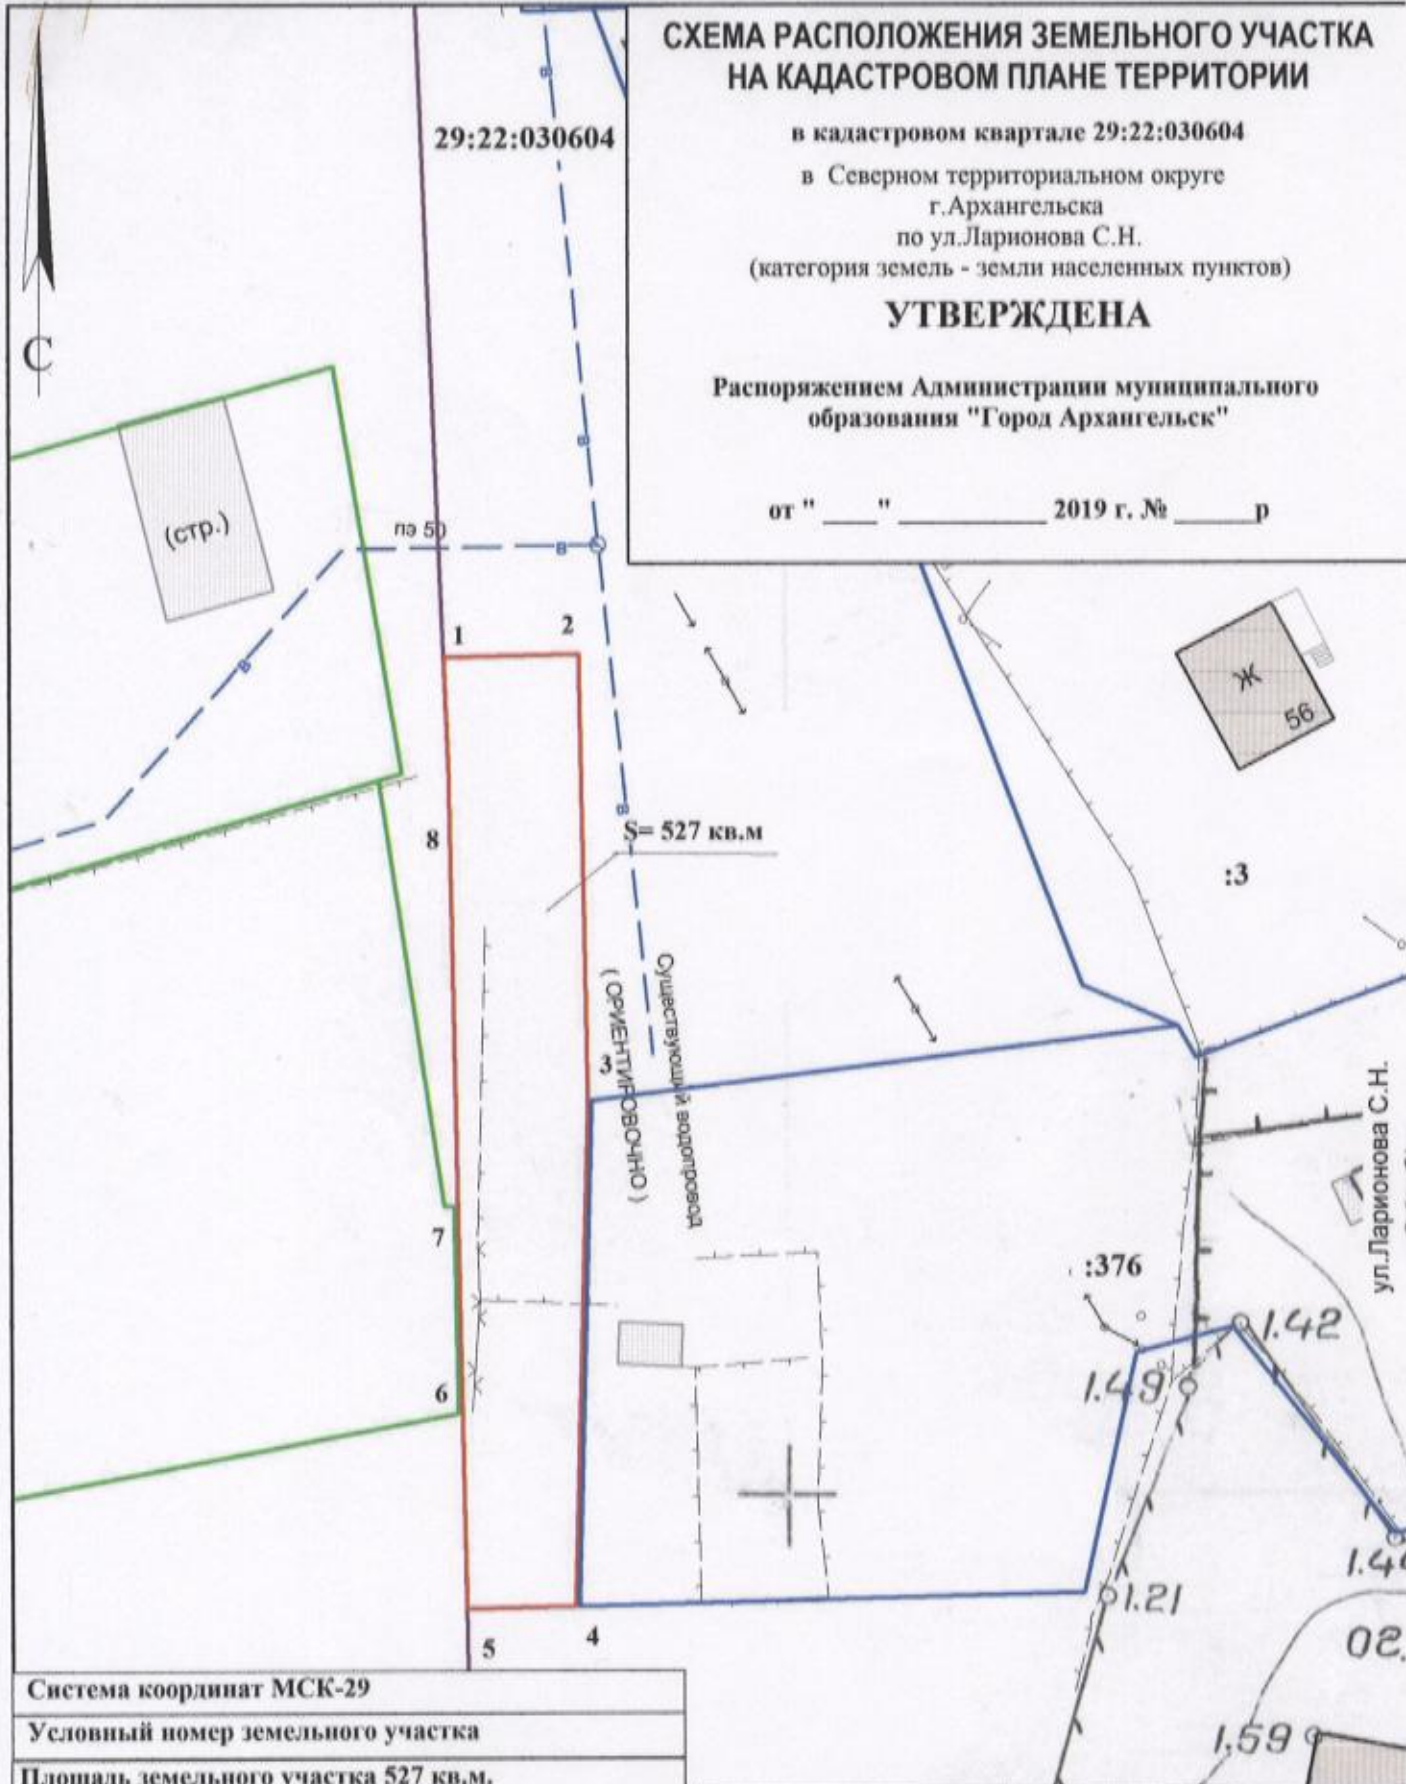 СХЕМА РАСПОЛОЖЕНИЯ ЗЕМЕЛЬНОГО УЧАСТКА
НА КАДАСТРОВОМ ПЛАНЕ ТЕРРИТОРИИ
в кадастровом квартале 29:22:030604
в Северном территориальном округе
г.Архангельска
по ул.Ларионова С.Н.
(категория земель - земли населенных пунктов)
УТВЕРЖДЕНА
Распоряжением Администрации муниципального
образования "Город Архангельск"
от " ____ " ___________ 2019 г. № ______р
29:22:030604
С
(стр.)
пэ 50
В
В
В
В
В
1
2
Ж
56
8
S= 527 кв.м
:3
Существующий водопровод
( ОРИЕНТИРОВОЧНО )
3
ул.Ларионова С.Н.
7
:376
1.42
6
1.49
1.21
4
5
1.59
Система координат МСК-29
Условный номер земельного участка
Площадь земельного участка 527 кв.м.